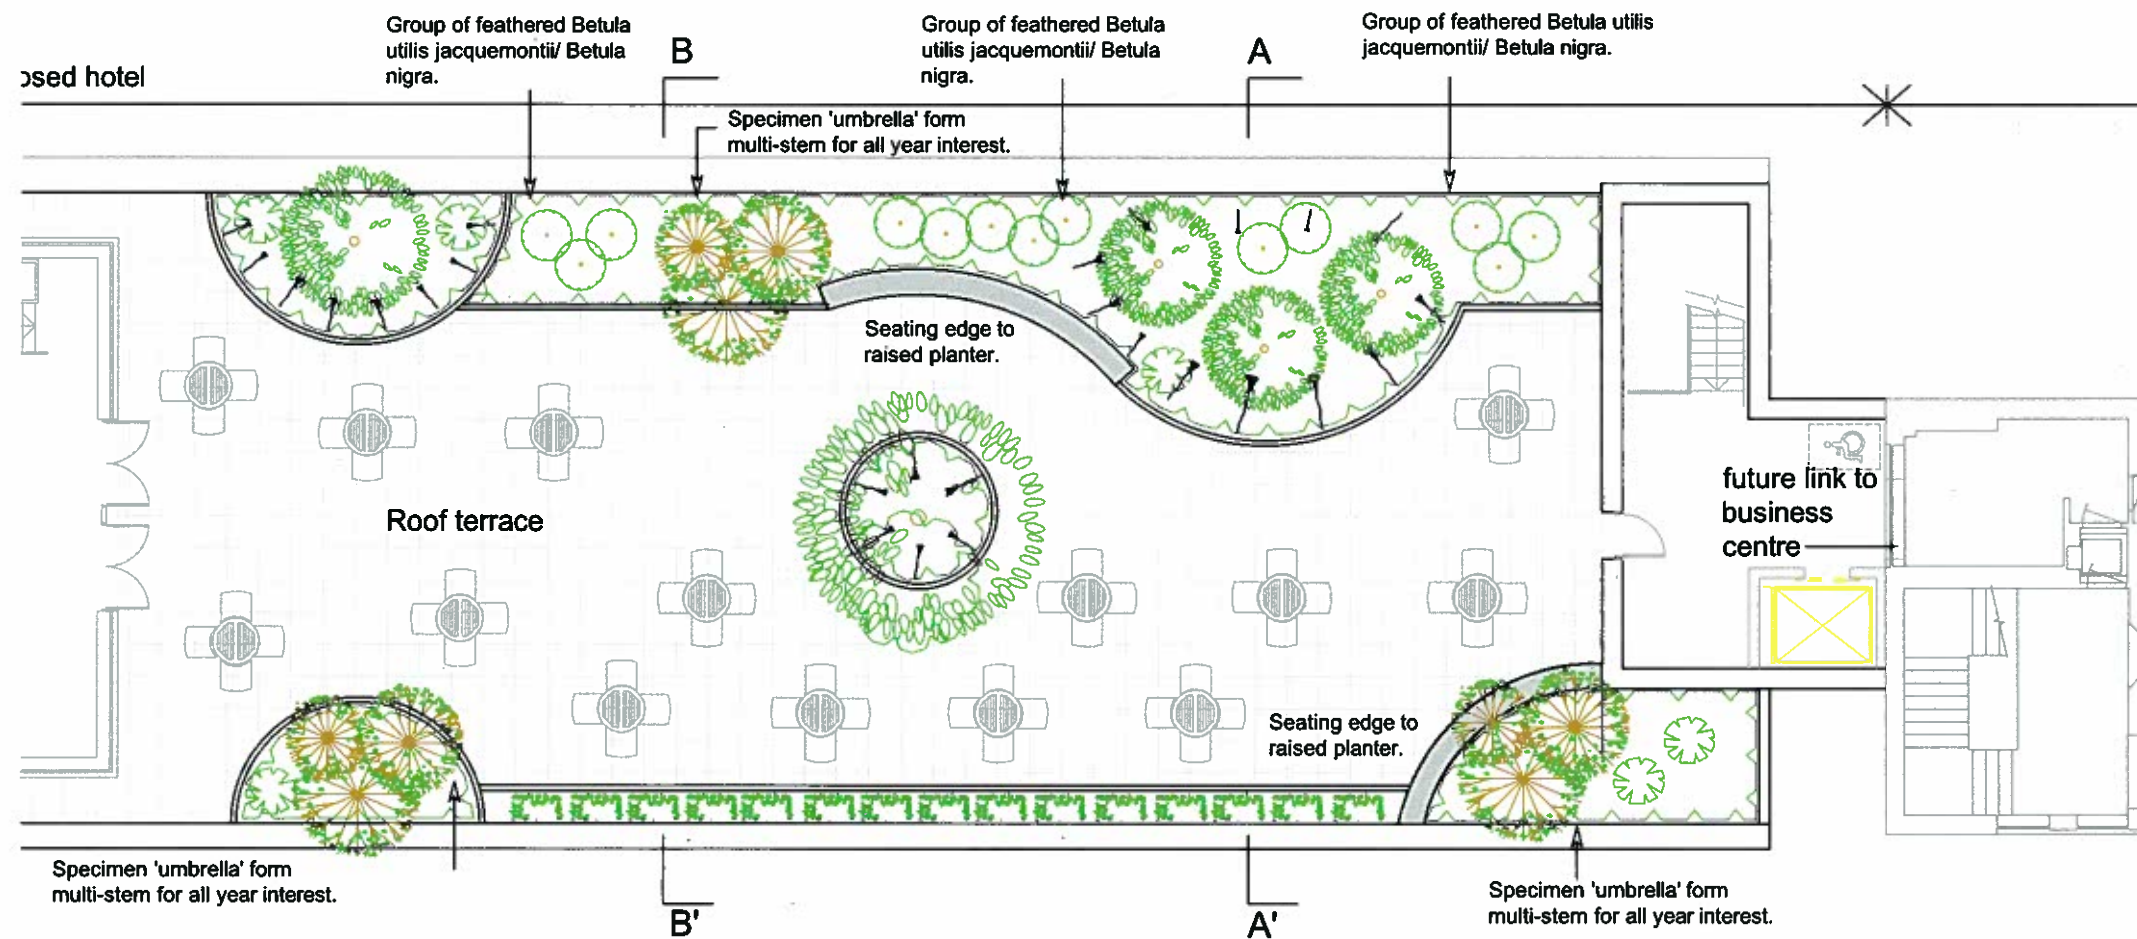 Group of feathered Betula
utilis jacquemontii/ Betula
nigra.
B
Group of feathered Betula
utilis jacquemontii/ Betula
nigra.
A
Group of feathered Betula utilis
jacquemontii/ Betula nigra.
osed hotel
Specimen 'umbrella' form
multi-stem for all year interest.
Seating edge to
raised planter.
Roof terrace
future link to
business
centre
Seating edge to
raised planter.
Specimen 'umbrella' form
multi-stem for all year interest.
B'
A'
Specimen 'umbrella' form
multi-stem for all year interest.